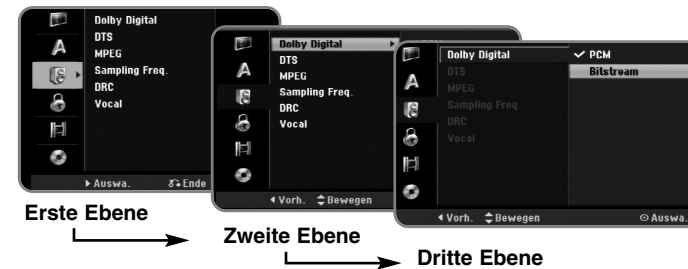 Dolby Digital
DTS
MPEG
Sampling Freq.
DRC
Vocal
A
Auswa.
Ende
Erste Ebene
Dolby Digital
DTS
MPEG
Sampling Freq.
DRC
Vocal
A
Vorh.
Bewegen
Zweite Ebene
Dolby Digital
DTS
MPEG
Sampling Freq.
DRC
Vocal
A
PCM
Bitstream
Vorh.
Bewegen
Auswa.
Dritte Ebene